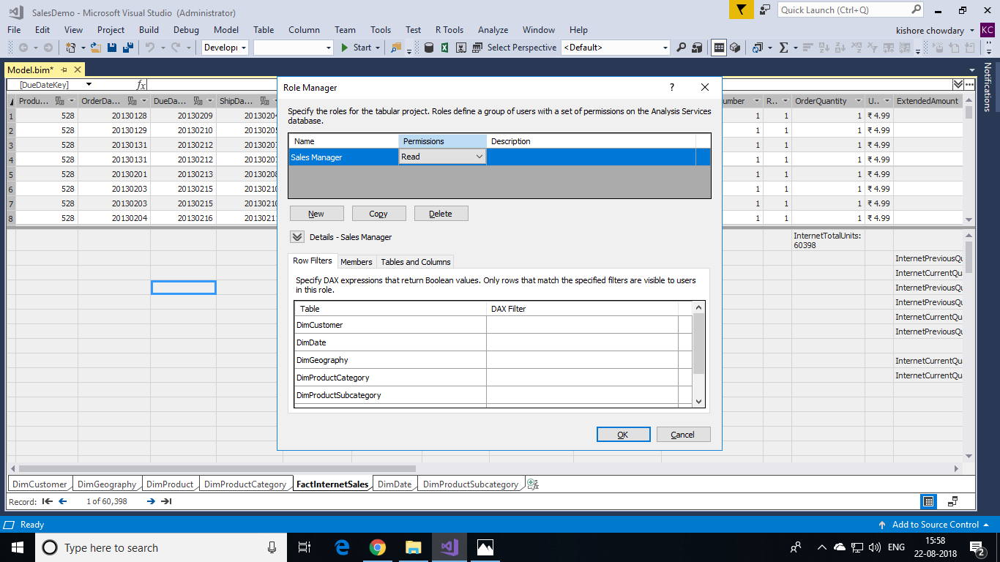 SalesDemo - Microsoft Visual Studio (Administrator)
Quick Launch (Ctrl+Q)
File Edit View Project Build Debug Model Table Column Team Tools Test R Tools Analyze Window Help
kishore chowdary KC
Start Select Perspective <Default>
Model.bim*
Notifications
[DueDateKey] fx
Role Manager ?
Specify the roles for the tabular project. Roles define a group of users with a set of permissions on the Analysis Services
database.
Name Permissions Description
Sales Manager Read
New Copy Delete
Details - Sales Manager
Row Filters Members Tables and Columns
Specify DAX expressions that return Boolean values. Only rows that match the specified filters are visible to users
in this role.
Table DAX Filter
DimCustomer
DimDate
DimGeography
DimProductCategory
DimProductSubcategory
OK Cancel
Produ... OrderDa... DueDa... ShipDa... umber R... OrderQuantity U... ExtendedAmount
1 528 20130128 20130209 20130204 1 1 1 ₹ 4.99
2 528 20130129 20130210 2013020 1 1 1 ₹ 4.99
3 528 20130131 20130212 2013020 1 1 1 ₹ 4.99
4 528 20130131 20130212 2013020 1 1 1 ₹ 4.99
5 528 20130201 20130213 2013020 1 1 1 ₹ 4.99
6 528 20130203 20130215 2013021 1 1 1 ₹ 4.99
7 528 20130203 20130215 2013021 1 1 1 ₹ 4.99
8 528 20130204 20130216 2013021 1 1 1 ₹ 4.99
InternetTotalUnits:
60398
InternetPreviousQu
InternetCurrentQu
InternetPreviousQu
InternetPreviousQu
InternetCurrentQu
InternetPreviousQu
InternetCurrentQu
InternetCurrentQu
DimCustomer DimGeography DimProduct DimProductCategory FactInternetSales DimDate DimProductSubcategory
Record: 1 of 60,398
Ready
Add to Source Control
Type here to search
ENG
15:58
22-08-2018
2